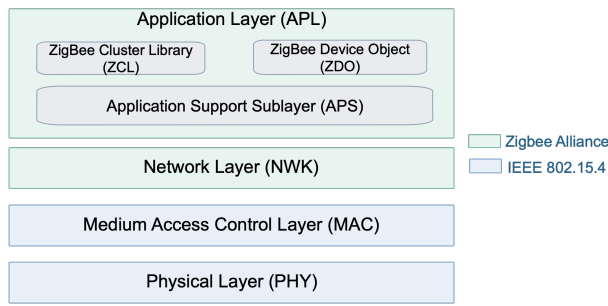 Application Layer (APL)
ZigBee Cluster Library
(ZCL)
ZigBee Device Object
(ZDO)
Application Support Sublayer (APS)
Network Layer (NWK)
Medium Access Control Layer (MAC)
Physical Layer (PHY)
Zigbee Alliance
IEEE 802.15.4